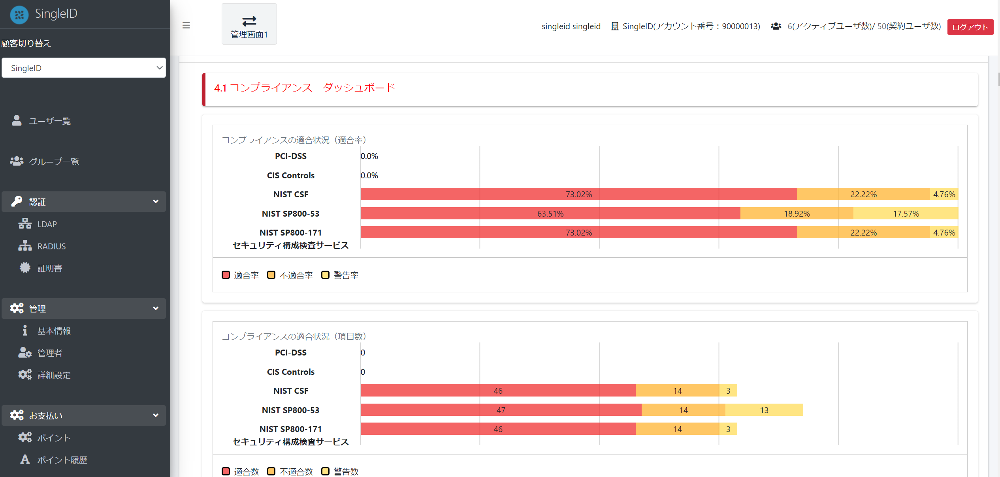 SingleID
顧客切り替え
SingleID
ユーザ一覧
グループ一覧
認証
LDAP
RADIUS
証明書
管理
基本情報
管理者
詳細設定
お支払い
ポイント
ポイント履歴
管理画面1
singleid singleid
SingleID(アカウント番号：90000013)
6(アクティブユーザ数)/ 50(契約ユーザ数)
ログアウト
4.1 コンプライアンス　ダッシュボード
コンプライアンスの適合状況（適合率）
PCI-DSS 0.0%
CIS Controls 0.0%
NIST CSF 73.02% 22.22% 4.76%
NIST SP800-53 63.51% 18.92% 17.57%
NIST SP800-171 73.02% 22.22% 4.76%
セキュリティ構成検査サービス
適合率 不適合率 警告率
コンプライアンスの適合状況（項目数）
PCI-DSS 0
CIS Controls 0
NIST CSF 46 14 3
NIST SP800-53 47 14 13
NIST SP800-171 46 14 3
セキュリティ構成検査サービス
適合数 不適合数 警告数